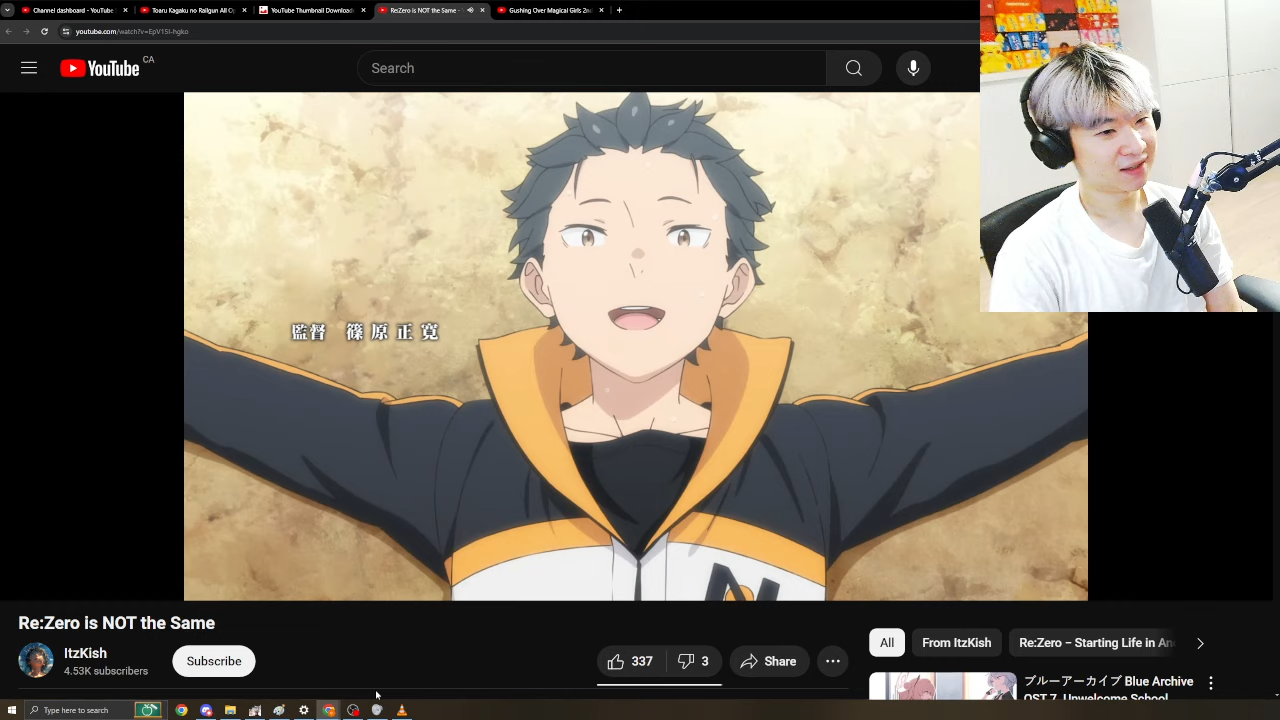 Channel dashboard - YouTube
Toaru Kagaku no Railgun All O
YouTube Thumbnail Download
Re:Zero is NOT the Same -
Gushing Over Magical Girls 2nd
youtube.com/watch?v=EpV15I-hgko
YouTube
CA
Search
監督 篠原正寛
Re:Zero is NOT the Same
ItzKish
4.53K subscribers
Subscribe
337
3
Share
All
From ItzKish
Re:Zero − Starting Life in An
ブルーアーカイブ Blue Archive
OST 7. Unwelcome School
Type here to search